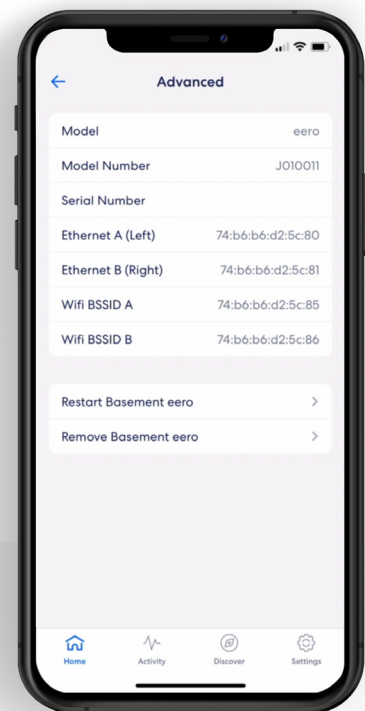 Advanced
Model eero
Model Number J010011
Serial Number
Ethernet A (Left) 74:b6:b6:d2:5c:80
Ethernet B (Right) 74:b6:b6:d2:5c:81
Wifi BSSID A 74:b6:b6:d2:5c:85
Wifi BSSID B 74:b6:b6:d2:5c:86
Restart Basement eero
Remove Basement eero
Home Activity Discover Settings